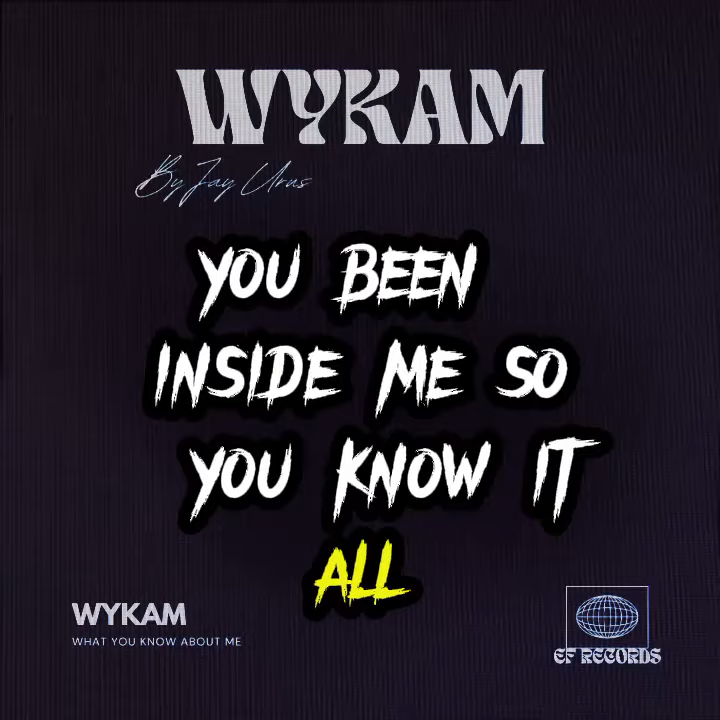 WYKAM
By Jay Urus
YOU BEEN
INSIDE ME SO
YOU KNOW IT
ALL
WYKAM
WHAT YOU KNOW ABOUT ME
EF RECORDS